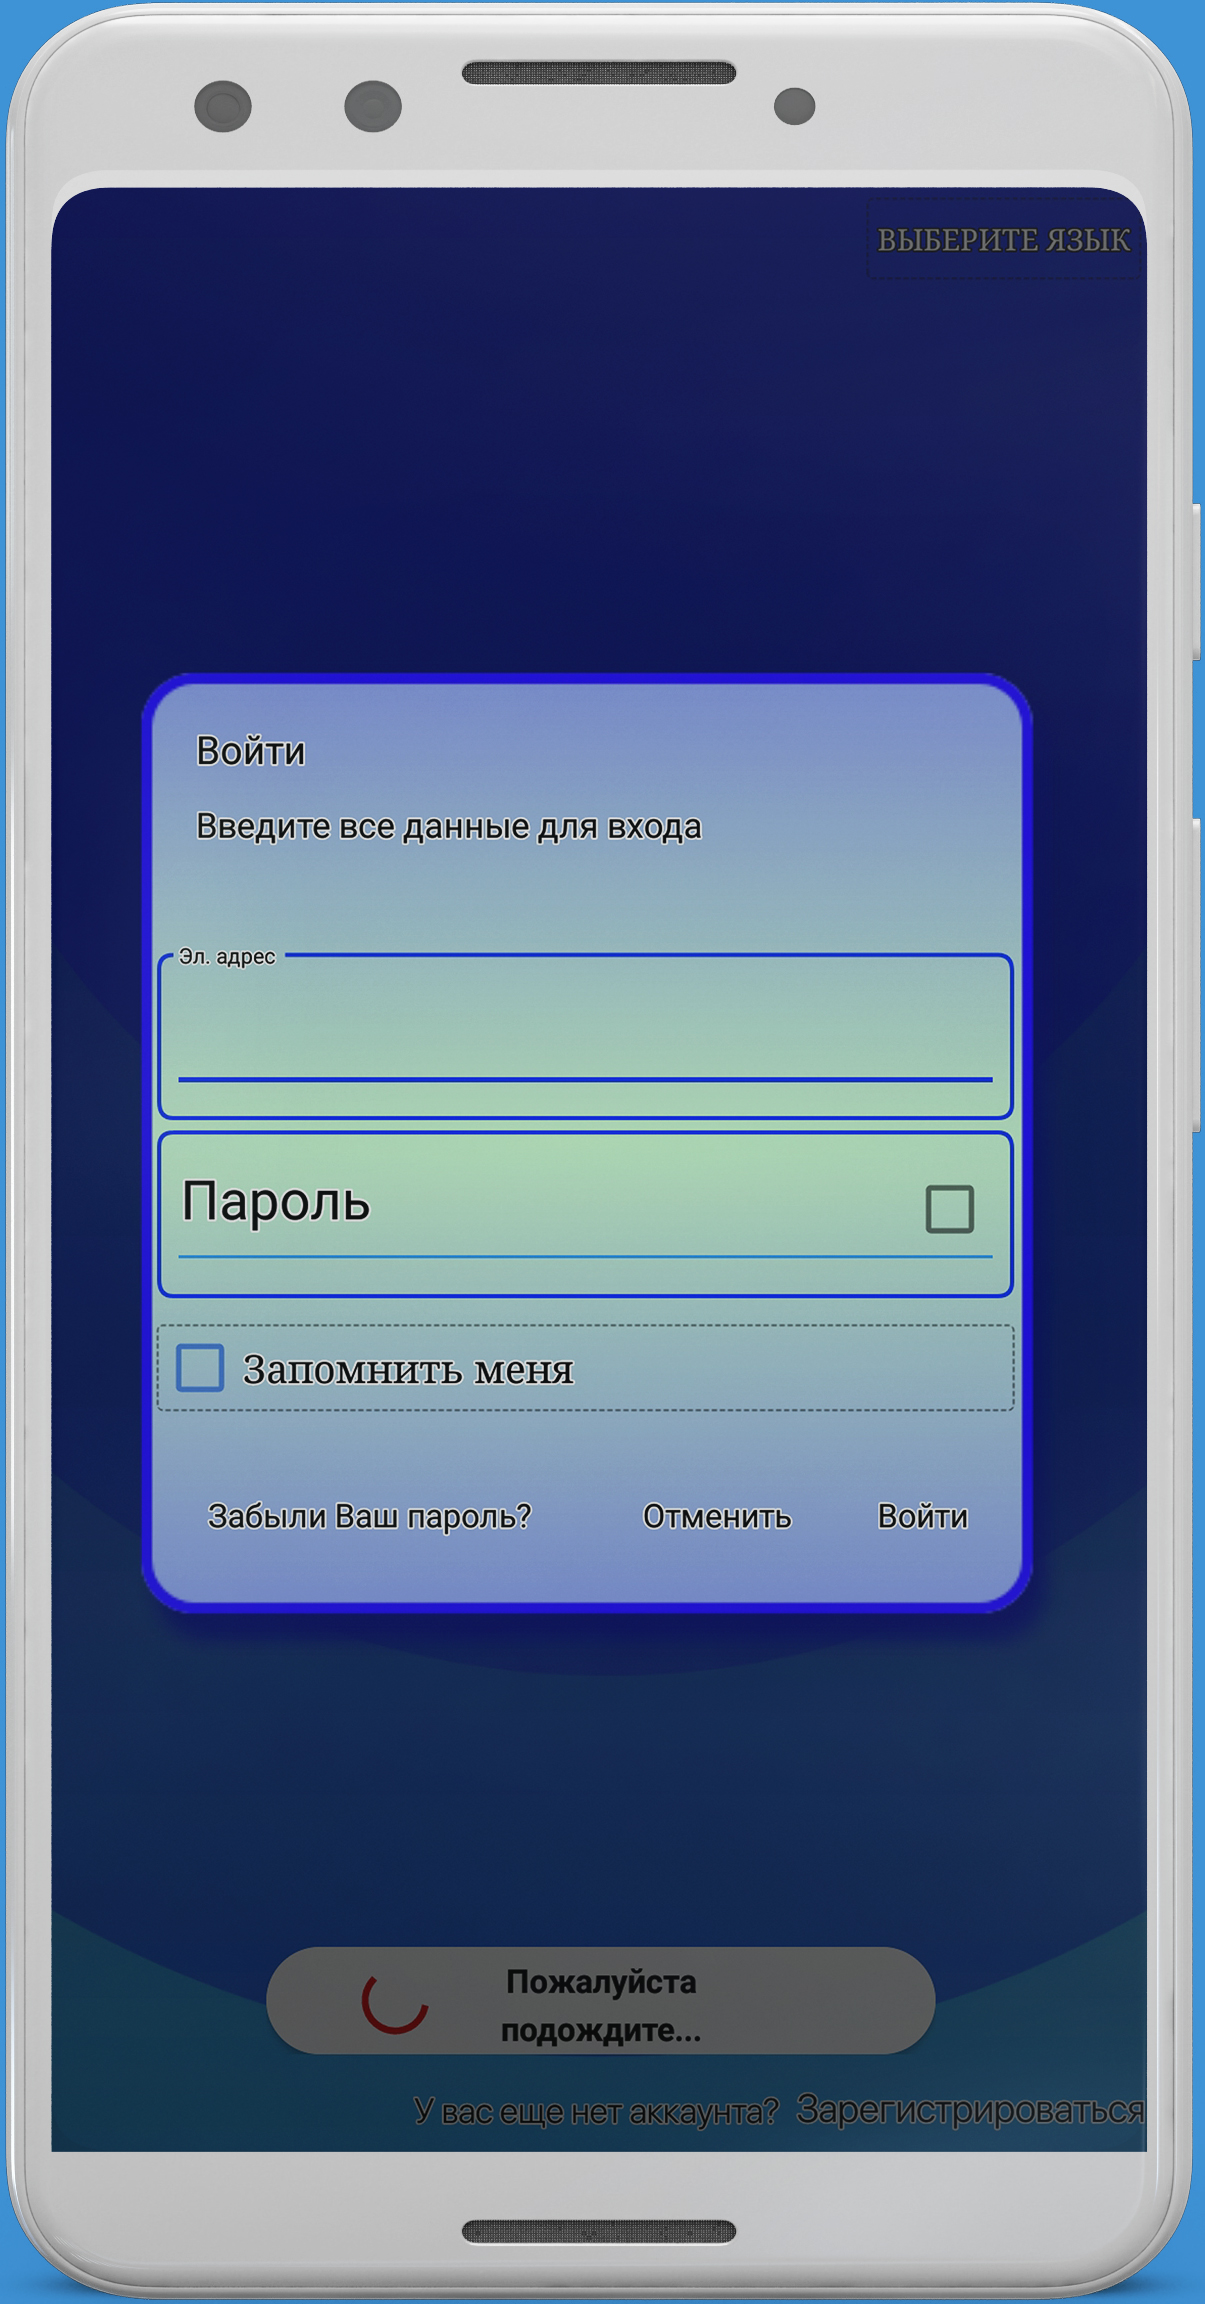 ВЫБЕРИТЕ ЯЗЫК
Войти
Введите все данные для входа
Эл. адрес
Пароль
Запомнить меня
Забыли Ваш пароль? Отменить Войти
Пожалуйста
подождите...
У вас еще нет аккаунта? Зарегистрироваться